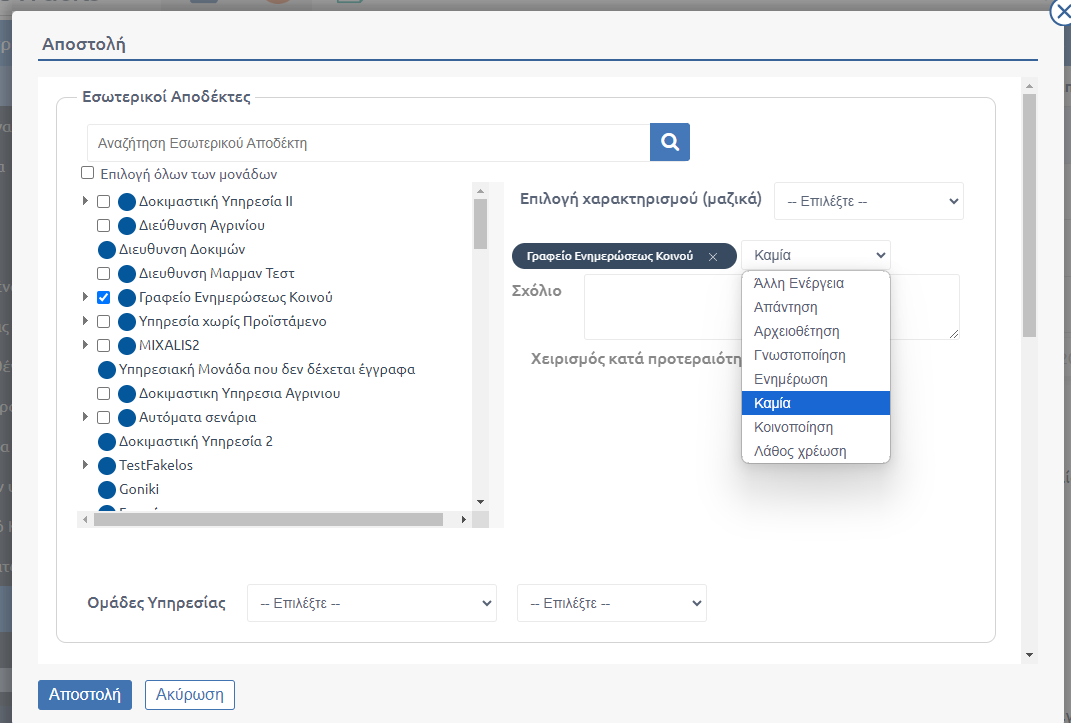 Αποστολή
Εσωτερικοί Αποδέκτες
Αναζήτηση Εσωτερικού Αποδέκτη
Επιλογή όλων των μονάδων
Δοκιμαστική Υπηρεσία ΙΙ
Διεύθυνση Αγρινίου
Διευθυνση Δοκιμών
Διευθυνση Μαρμαν Τεστ
Γραφείο Ενημερώσεως Κοινού
Υπηρεσία χωρίς Προϊστάμενο
MIXALIS2
Υπηρεσιακή Μονάδα που δεν δέχεται έγγραφα
Δοκιμαστική Υπηρεσια Αγρινιου
Αυτόματα σενάρια
Δοκιμαστική Υπηρεσία 2
TestFakelos
Goniki
Επιλογή χαρακτηρισμού (μαζικά)
-- Επιλέξτε --
Γραφείο Ενημερώσεως Κοινού
Καμία
Σχόλιο
Χειρισμός κατά προτεραιότη
Άλλη Ενέργεια
Απάντηση
Αρχειοθέτηση
Γνωστοποίηση
Ενημέρωση
Καμία
Κοινοποίηση
Λάθος χρέωση
Ομάδες Υπηρεσίας
-- Επιλέξτε --
-- Επιλέξτε --
Αποστολή
Ακύρωση